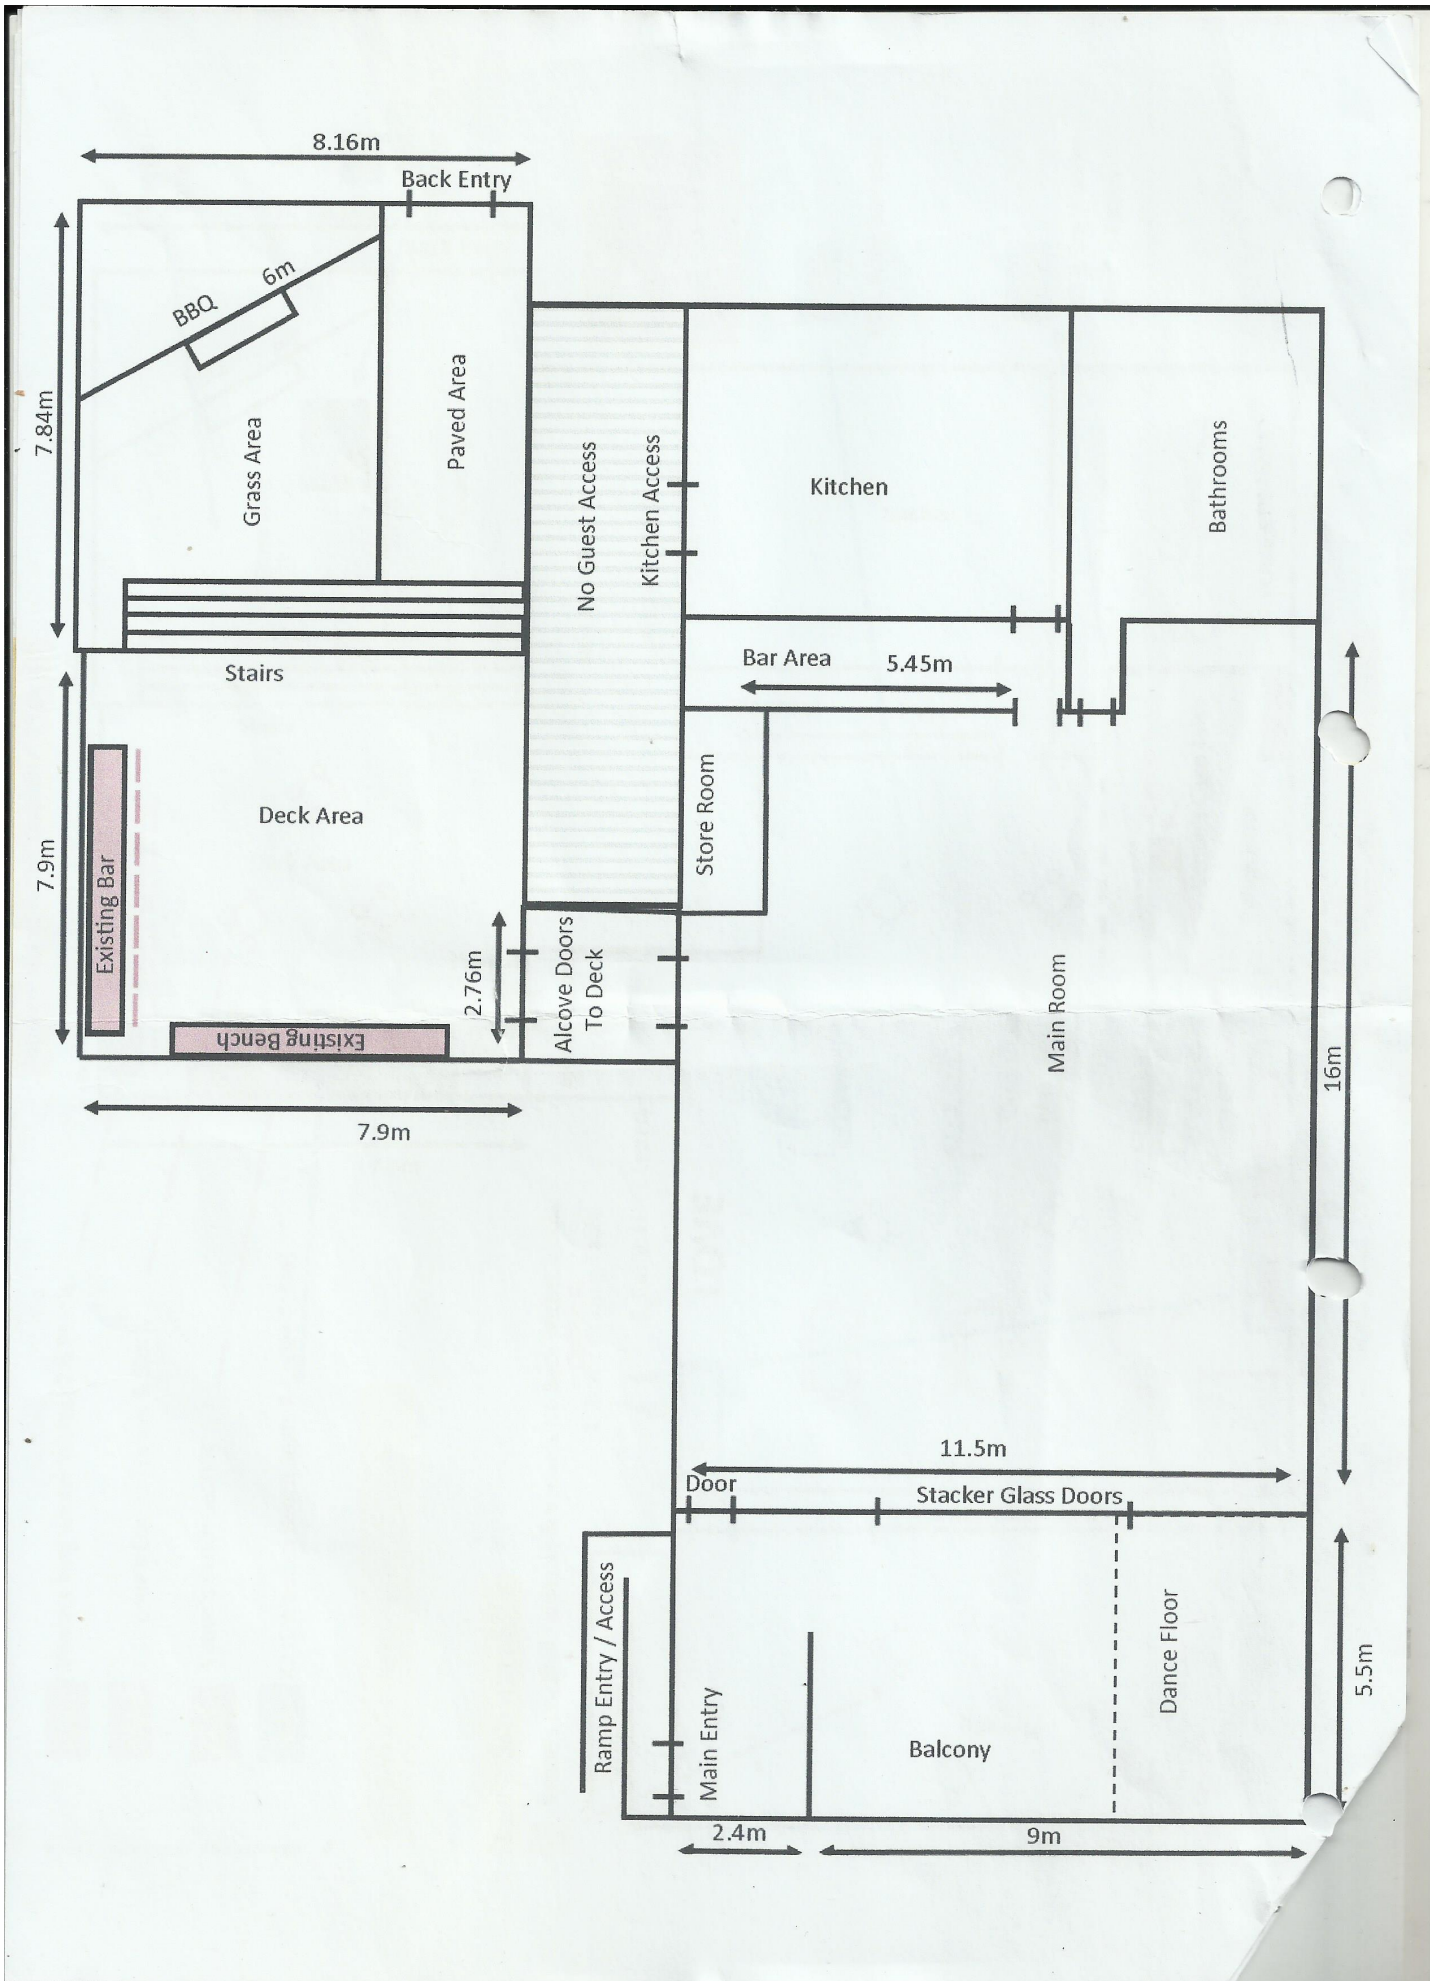 8.16m
Back Entry
6m
BBQ
7.84m
Grass Area
Paved Area
No Guest Access
Kitchen Access
Kitchen
Bathrooms
Stairs
Bar Area
5.45m
Deck Area
Store Room
7.9m
Existing Bar
2.76m
Alcove Doors
To Deck
Main Room
Existing Bench
16m
7.9m
11.5m
Door
Stacker Glass Doors
Ramp Entry / Access
Main Entry
Dance Floor
5.5m
Balcony
2.4m
9m